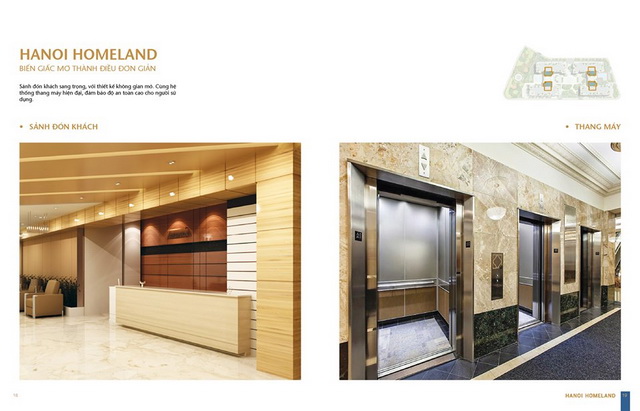 HANOI HOMELAND
BIẾN GIẤC MƠ THÀNH ĐIỀU ĐƠN GIẢN
Sảnh đón khách sang trọng, với thiết kế không gian mở. Cùng hệ
thống thang máy hiện đại, đảm bảo độ an toàn cao cho người sử
dụng.
• SẢNH ĐÓN KHÁCH
• THANG MÁY
HANOI HOMELAND